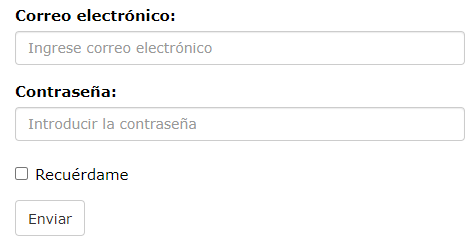 Correo electrónico:
Ingrese correo electrónico
Contraseña:
Introducir la contraseña
Recuérdame
Enviar